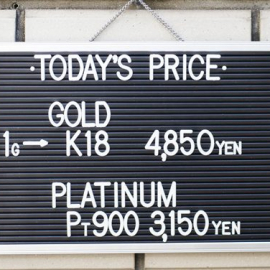 ·TODAY'S PRICE·
GOLD
1G→ K18 4,850YEN
PLATINUM
PT900 3,150YEN